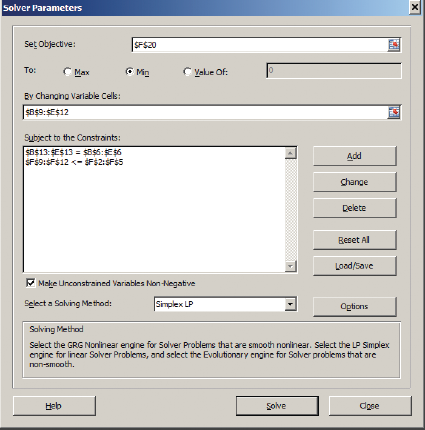 Solver Parameters
Set Objective:
$F$20
To:
Max
Min
Value Of:
0
By Changing Variable Cells:
$B$9:$E$12
Subject to the Constraints:
$B$13:$E$13 = $B$6:$E$6
$F$9:$F$12 <= $F$2:$F$5
Add
Change
Delete
Reset All
Load/Save
Make Unconstrained Variables Non-Negative
Select a Solving Method:
Simplex LP
Options
Solving Method
Select the GRG Nonlinear engine for Solver Problems that are smooth nonlinear. Select the LP Simplex
engine for linear Solver Problems, and select the Evolutionary engine for Solver problems that are
non-smooth.
Help
Solve
Close